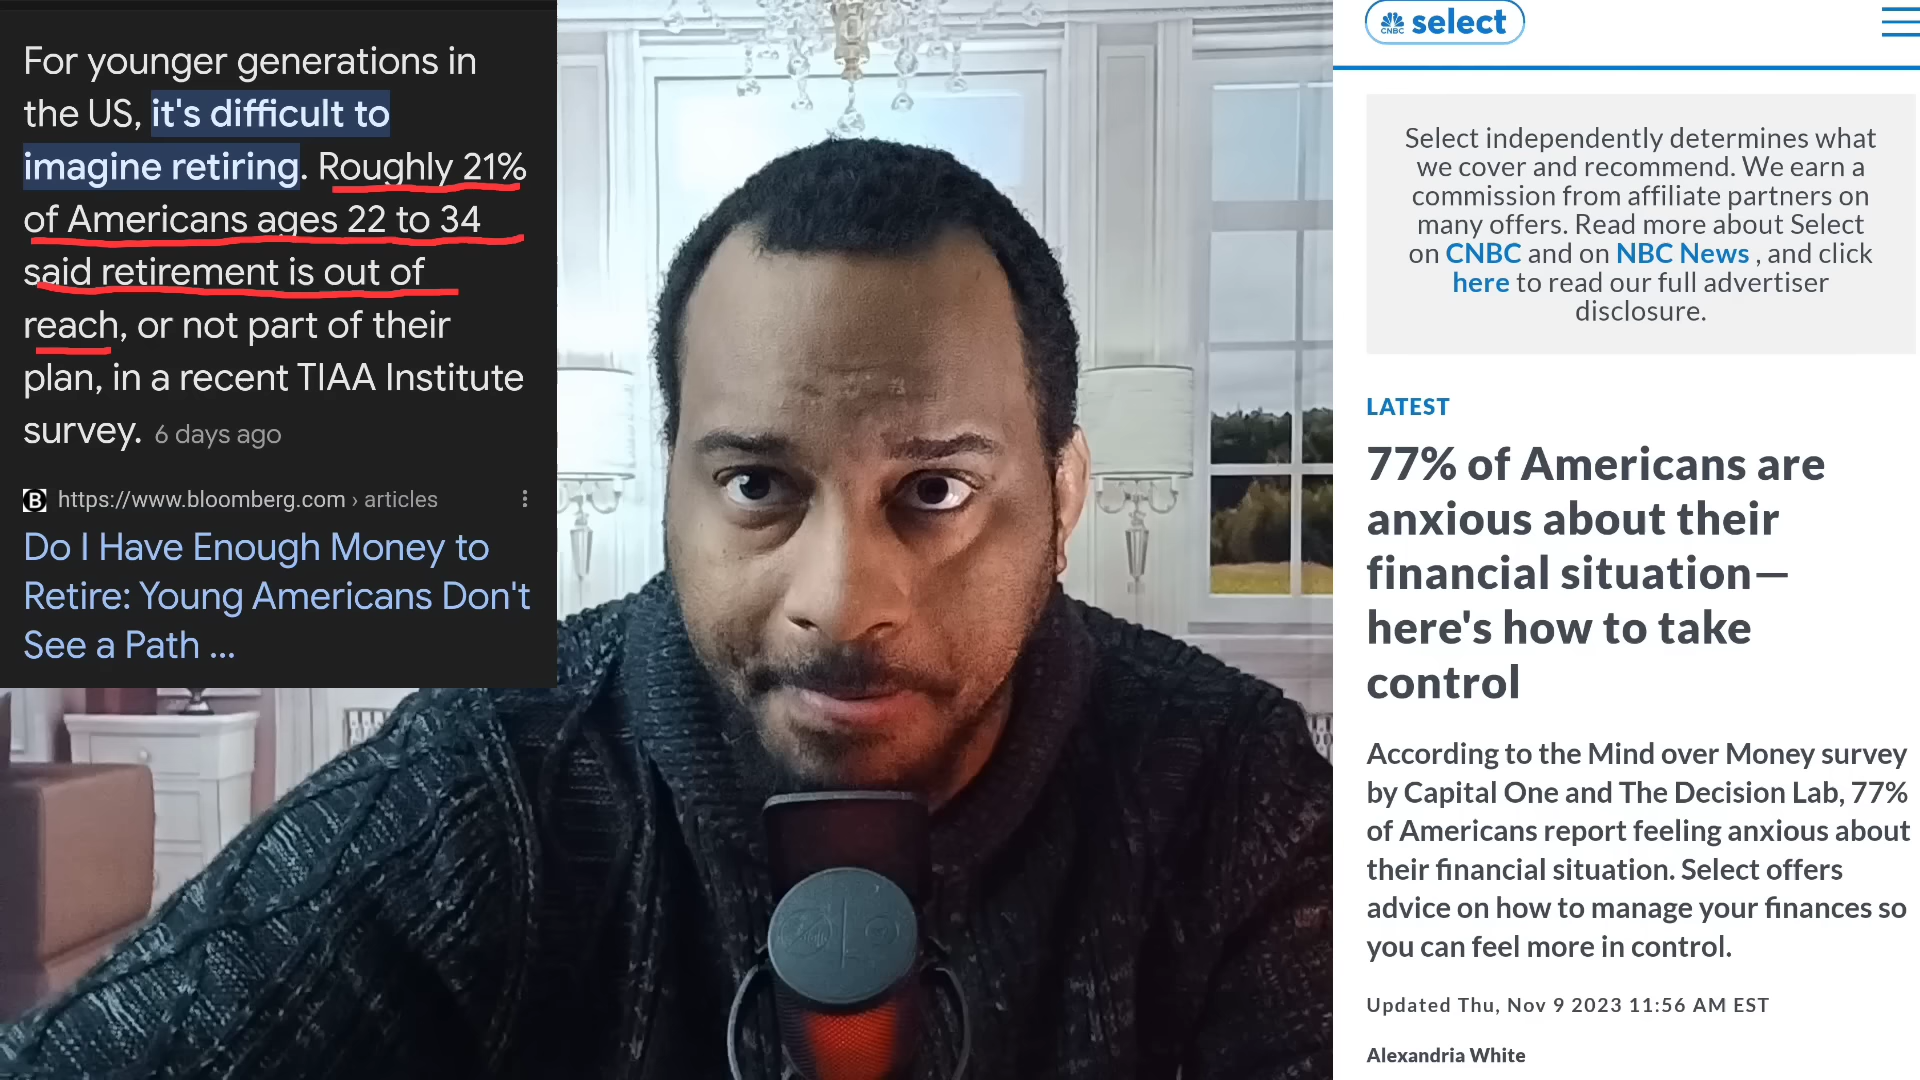 For younger generations in
the US, it's difficult to
imagine retiring. Roughly 21%
of Americans ages 22 to 34
said retirement is out of
reach, or not part of their
plan, in a recent TIAA Institute
survey. 6 days ago
B https://www.bloomberg.com › articles
Do I Have Enough Money to
Retire: Young Americans Don't
See a Path ...
CNBC select
Select independently determines what
we cover and recommend. We earn a
commission from affiliate partners on
many offers. Read more about Select
on CNBC and on NBC News , and click
here to read our full advertiser
disclosure.
LATEST
77% of Americans are
anxious about their
financial situation—
here's how to take
control
According to the Mind over Money survey
by Capital One and The Decision Lab, 77%
of Americans report feeling anxious about
their financial situation. Select offers
advice on how to manage your finances so
you can feel more in control.
Updated Thu, Nov 9 2023 11:56 AM EST
Alexandria White